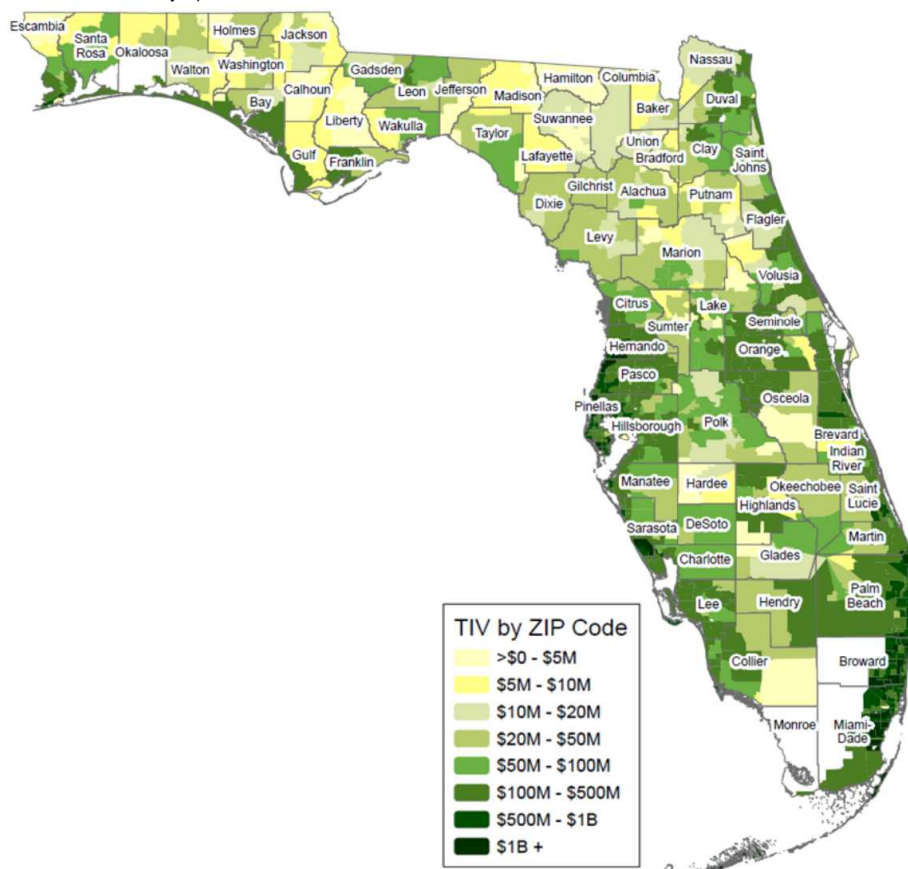 Escambia
Santa
Rosa
Okaloosa
Holmes
Jackson
Walton
Washington
Bay
Calhoun
Gulf
Liberty
Franklin
Gadsden
Leon
Wakulla
Jefferson
Madison
Taylor
Hamilton
Suwannee
Lafayette
Columbia
Baker
Nassau
Duval
Union
Bradford
Clay
Saint
Johns
Dixie
Gilchrist
Alachua
Putnam
Flagler
Levy
Marion
Volusia
Citrus
Sumter
Lake
Seminole
Hernando
Orange
Pasco
Pinellas
Hillsborough
Polk
Osceola
Brevard
Indian
River
Manatee
Hardee
Okeechobee
Saint
Lucie
Highlands
Sarasota
DeSoto
Martin
Charlotte
Glades
Lee
Hendry
Palm
Beach
Collier
Broward
Monroe
Miami-
Dade
TIV by ZIP Code
>$0 - $5M
$5M - $10M
$10M - $20M
$20M - $50M
$50M - $100M
$100M - $500M
$500M - $1B
$1B +